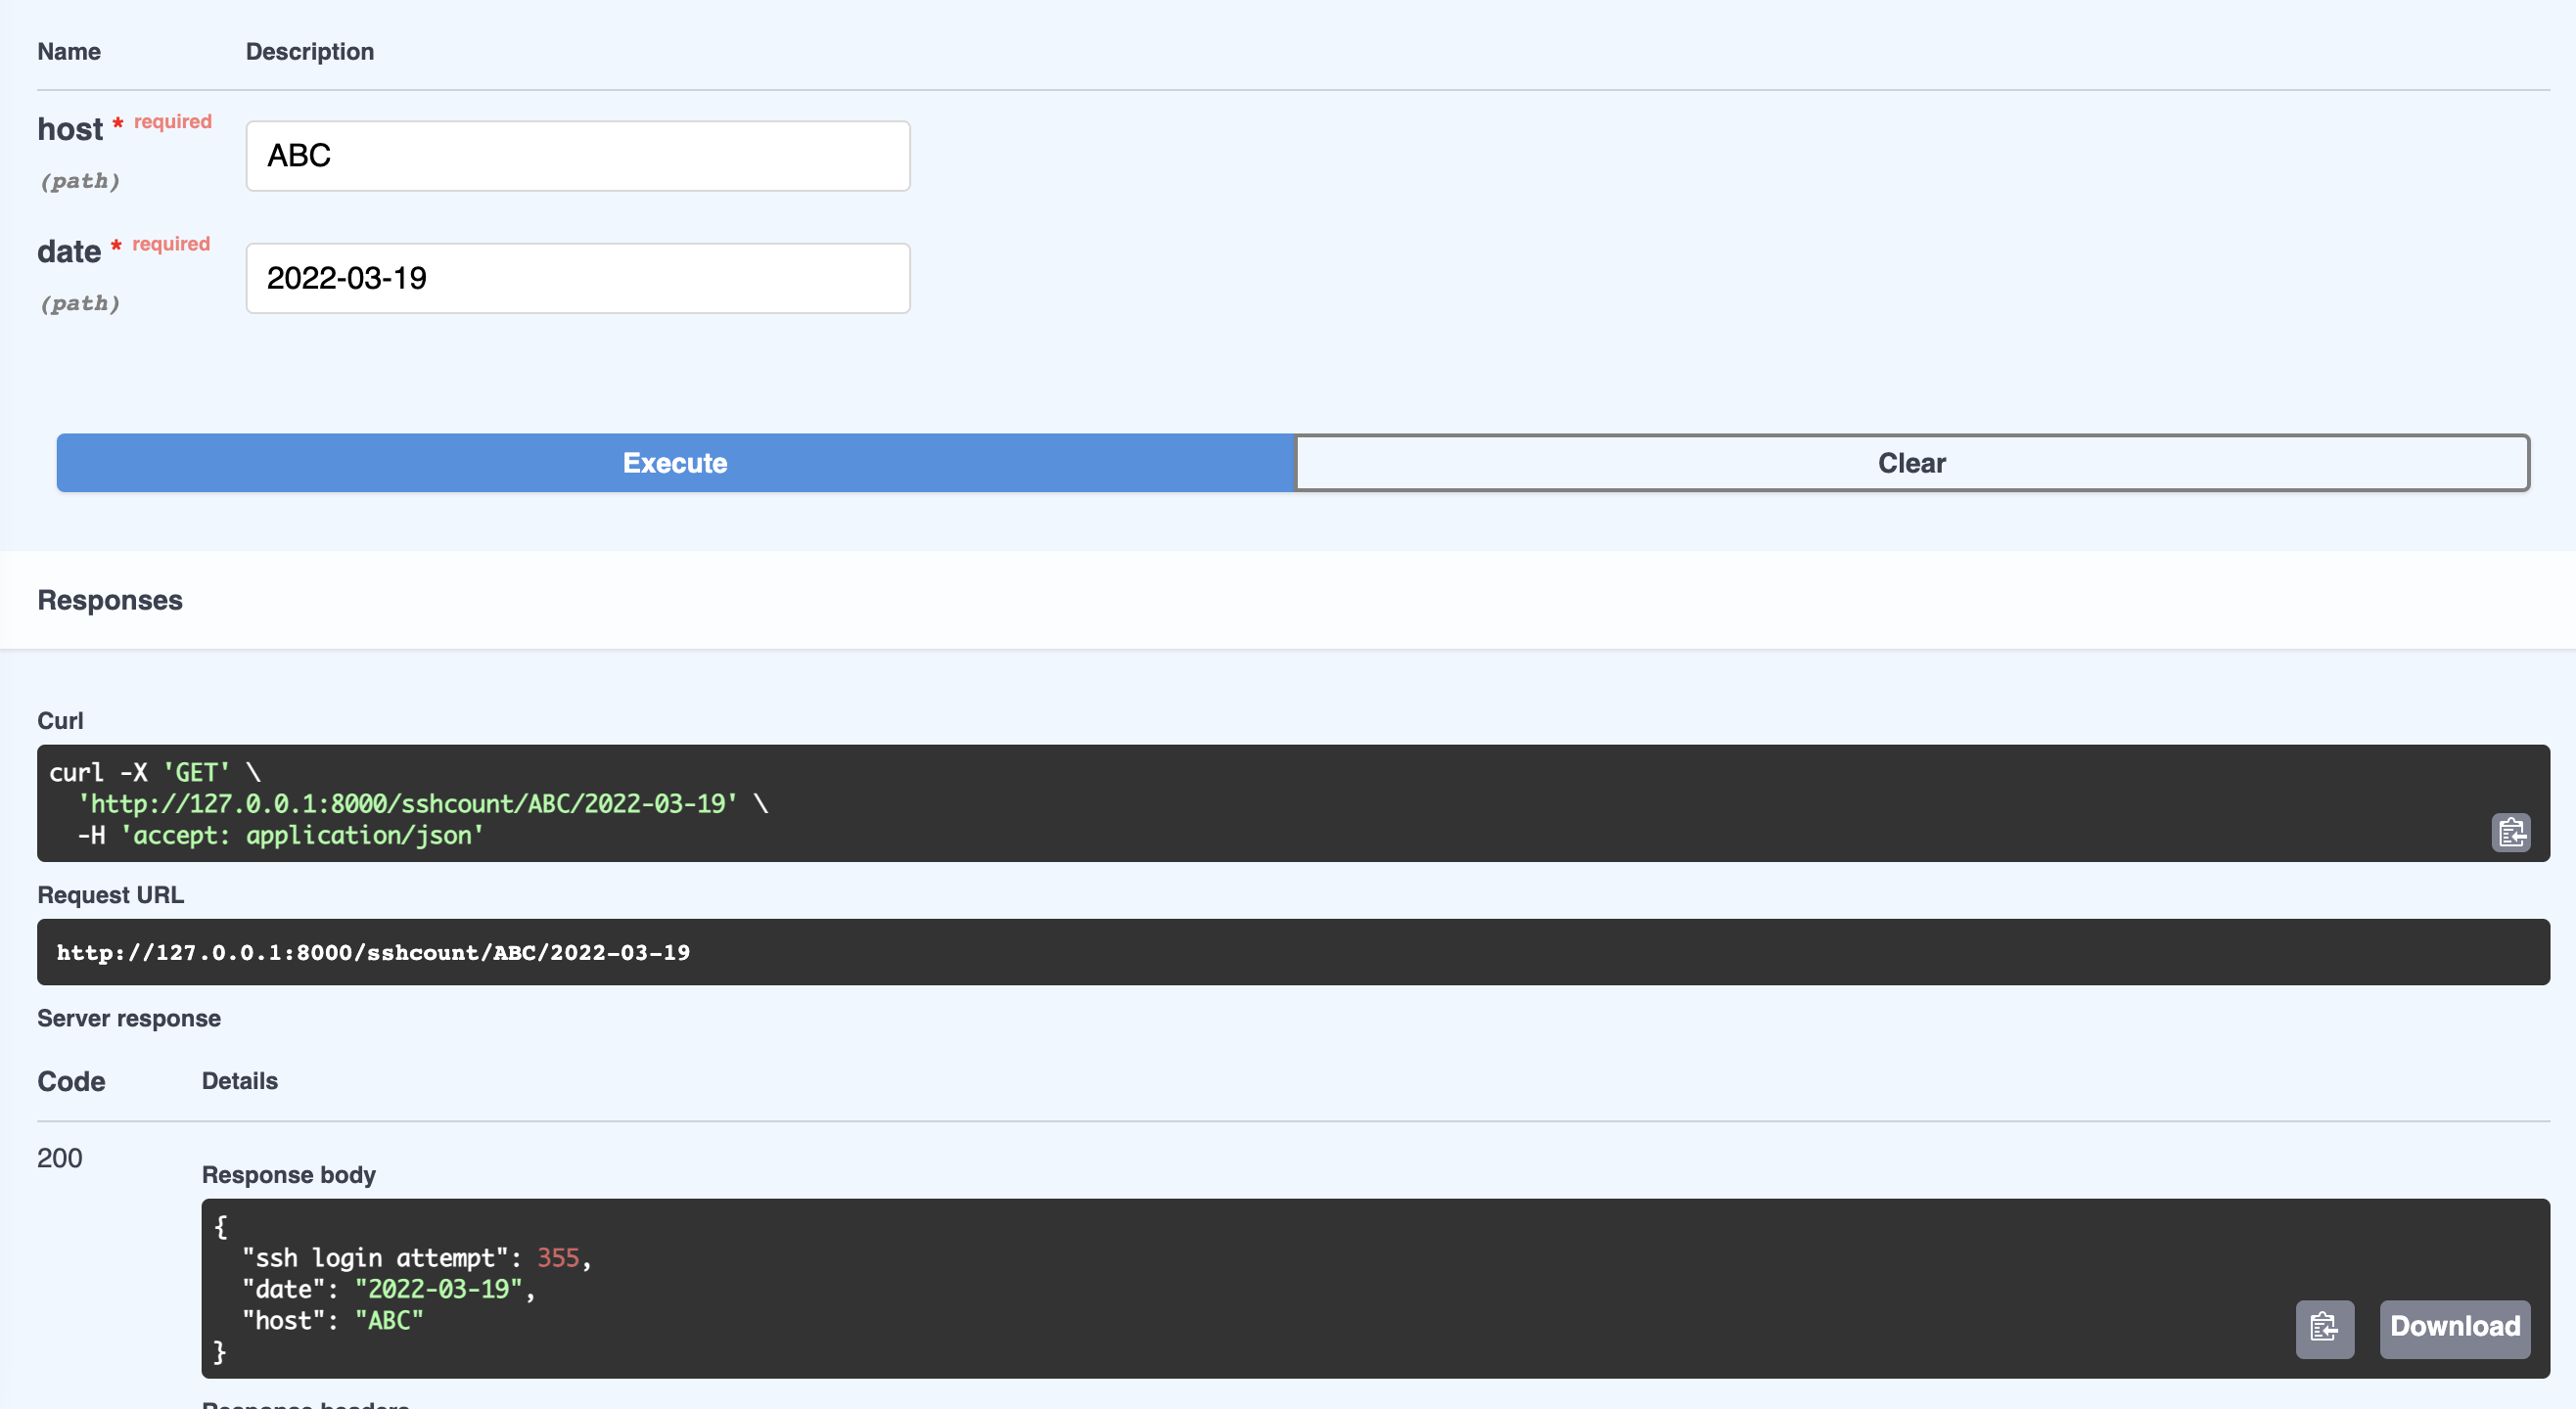 Name Description
host * required
(path)
ABC
date * required
(path)
2022-03-19
Execute Clear
Responses
Curl
curl -X 'GET' \
'http://127.0.0.1:8000/sshcount/ABC/2022-03-19' \
-H 'accept: application/json'
Request URL
http://127.0.0.1:8000/sshcount/ABC/2022-03-19
Server response
Code Details
200
Response body
{
"ssh login attempt": 355,
"date": "2022-03-19",
"host": "ABC"
}
Download
Response headers